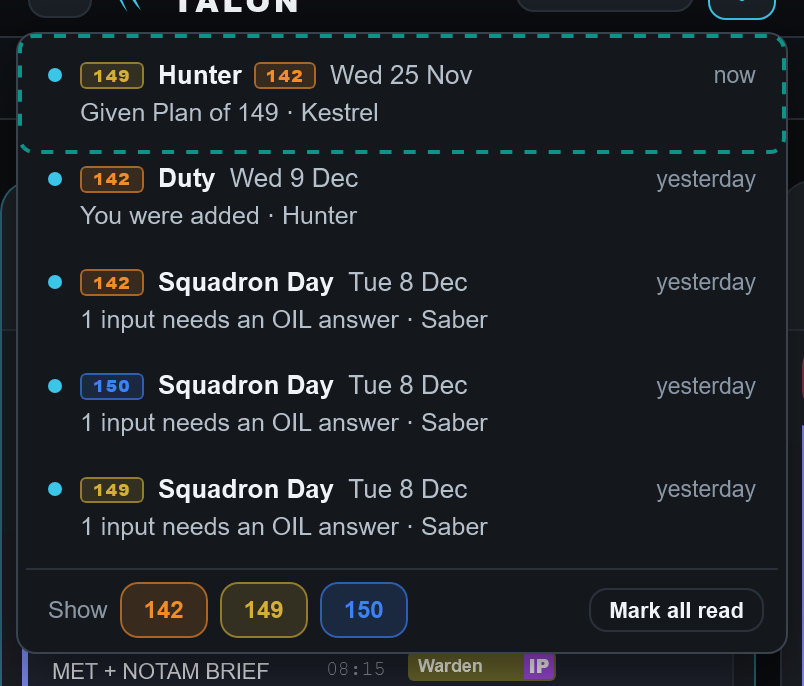 TALON
149 Hunter 142 Wed 25 Nov now
Given Plan of 149 · Kestrel
142 Duty Wed 9 Dec yesterday
You were added · Hunter
142 Squadron Day Tue 8 Dec yesterday
1 input needs an OIL answer · Saber
150 Squadron Day Tue 8 Dec yesterday
1 input needs an OIL answer · Saber
149 Squadron Day Tue 8 Dec yesterday
1 input needs an OIL answer · Saber
Show 142 149 150 Mark all read
MET + NOTAM BRIEF 08:15 Warden IP